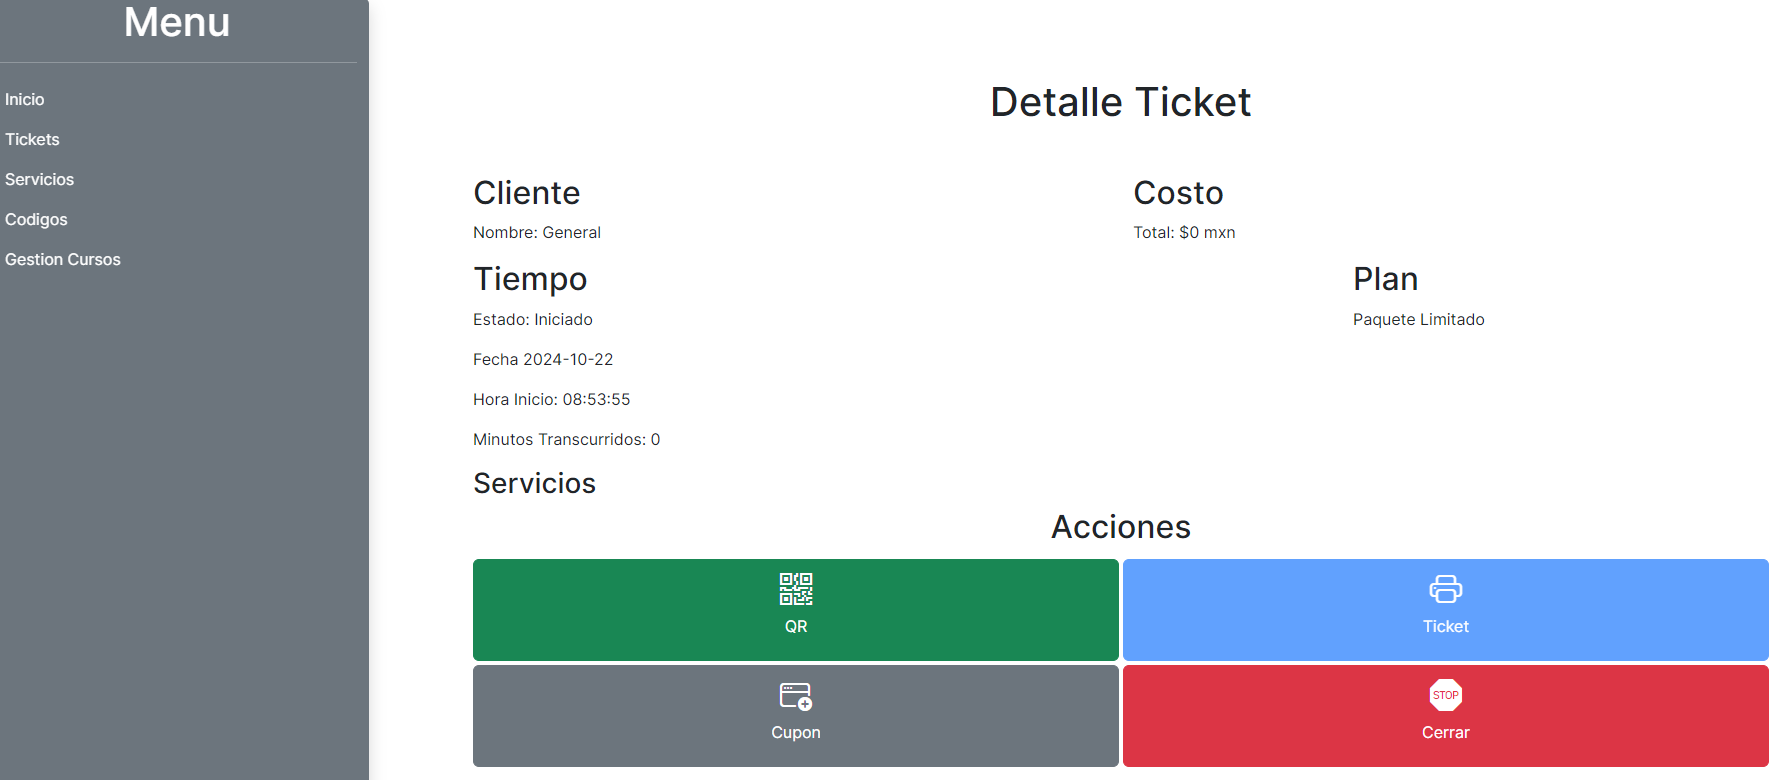 Menu
Inicio
Tickets
Servicios
Codigos
Gestion Cursos
Detalle Ticket
Cliente
Nombre: General
Costo
Total: $0 mxn
Tiempo
Estado: Iniciado
Fecha 2024-10-22
Hora Inicio: 08:53:55
Minutos Transcurridos: 0
Plan
Paquete Limitado
Servicios
Acciones
QR
Ticket
Cupon
STOP
Cerrar